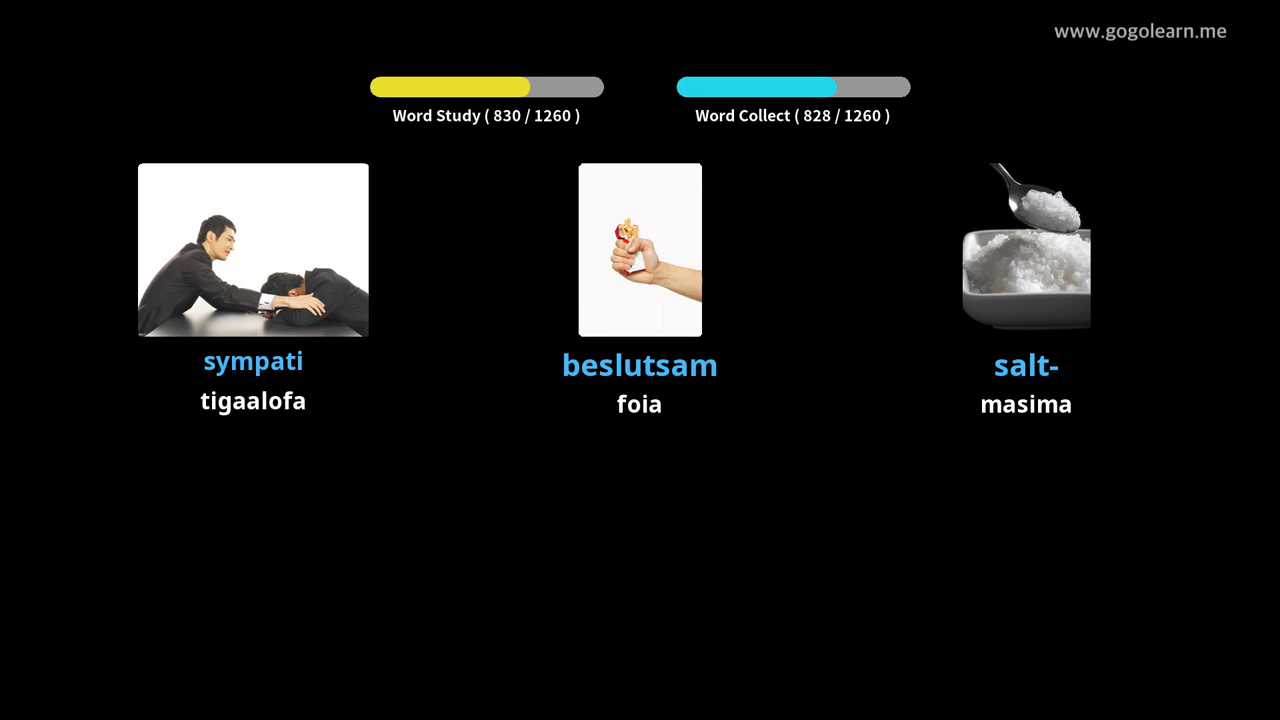 www.gogolearn.me
Word Study ( 830 / 1260 )
Word Collect ( 828 / 1260 )
sympati
tigaalofa
beslutsam
foia
salt-
masima